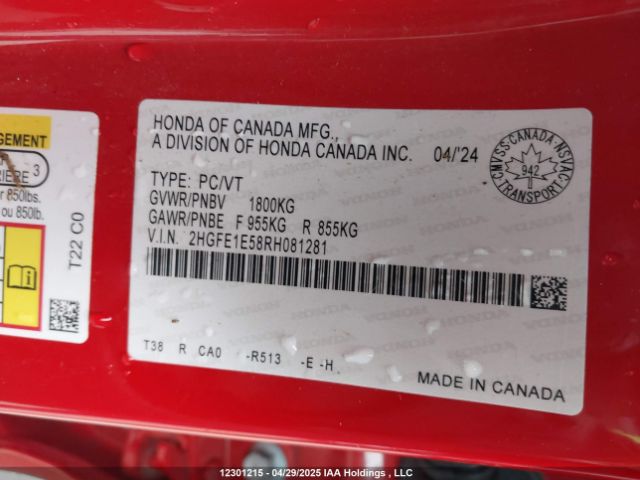 AGEMENT
RIERE 3
r 850lbs.
ou 850lb.
T22 C0
HONDA OF CANADA MFG.,
A DIVISION OF HONDA CANADA INC. 04/'24
CMVSS·CANADA·NSVAC
942
TRANSPORT
TYPE: PC/VT
GVWR/PNBV 1800KG
GAWR/PNBE F 955KG R 855KG
V.I.N. 2HGFE1E58RH081281
T38 R CA0 -R513 -E -H
MADE IN CANADA
12301215 - 04/29/2025 IAA Holdings , LLC